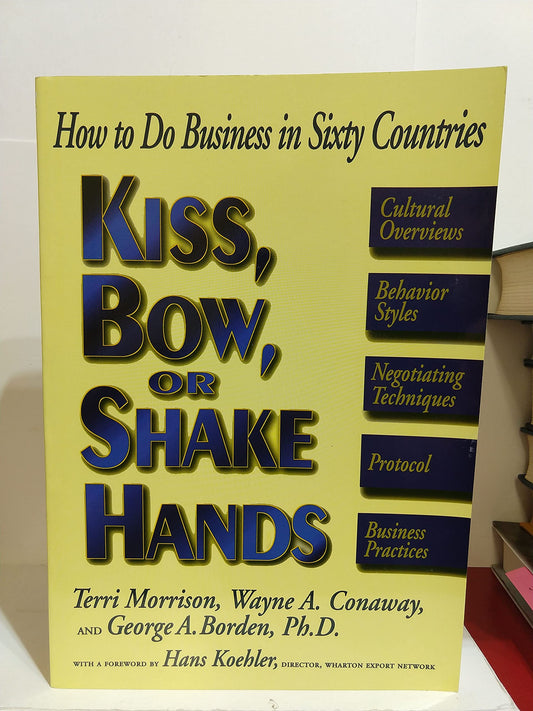 How to Do Business in Sixty Countries
KISS,
BOW,
OR
SHAKE
HANDS
Cultural
Overviews
Behavior
Styles
Negotiating
Techniques
Protocol
Business
Practices
Terri Morrison, Wayne A. Conaway,
AND George A. Borden, Ph.D.
WITH A FOREWORD BY Hans Koehler, DIRECTOR, WHARTON EXPORT NETWORK